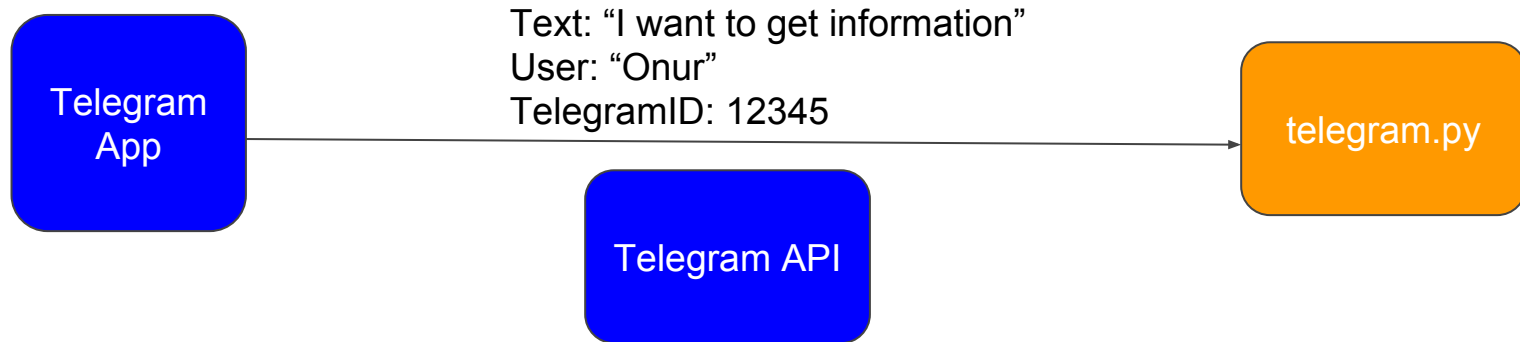 Text: “I want to get information”
User: “Onur”
TelegramID: 12345
Telegram
App
telegram.py
Telegram API